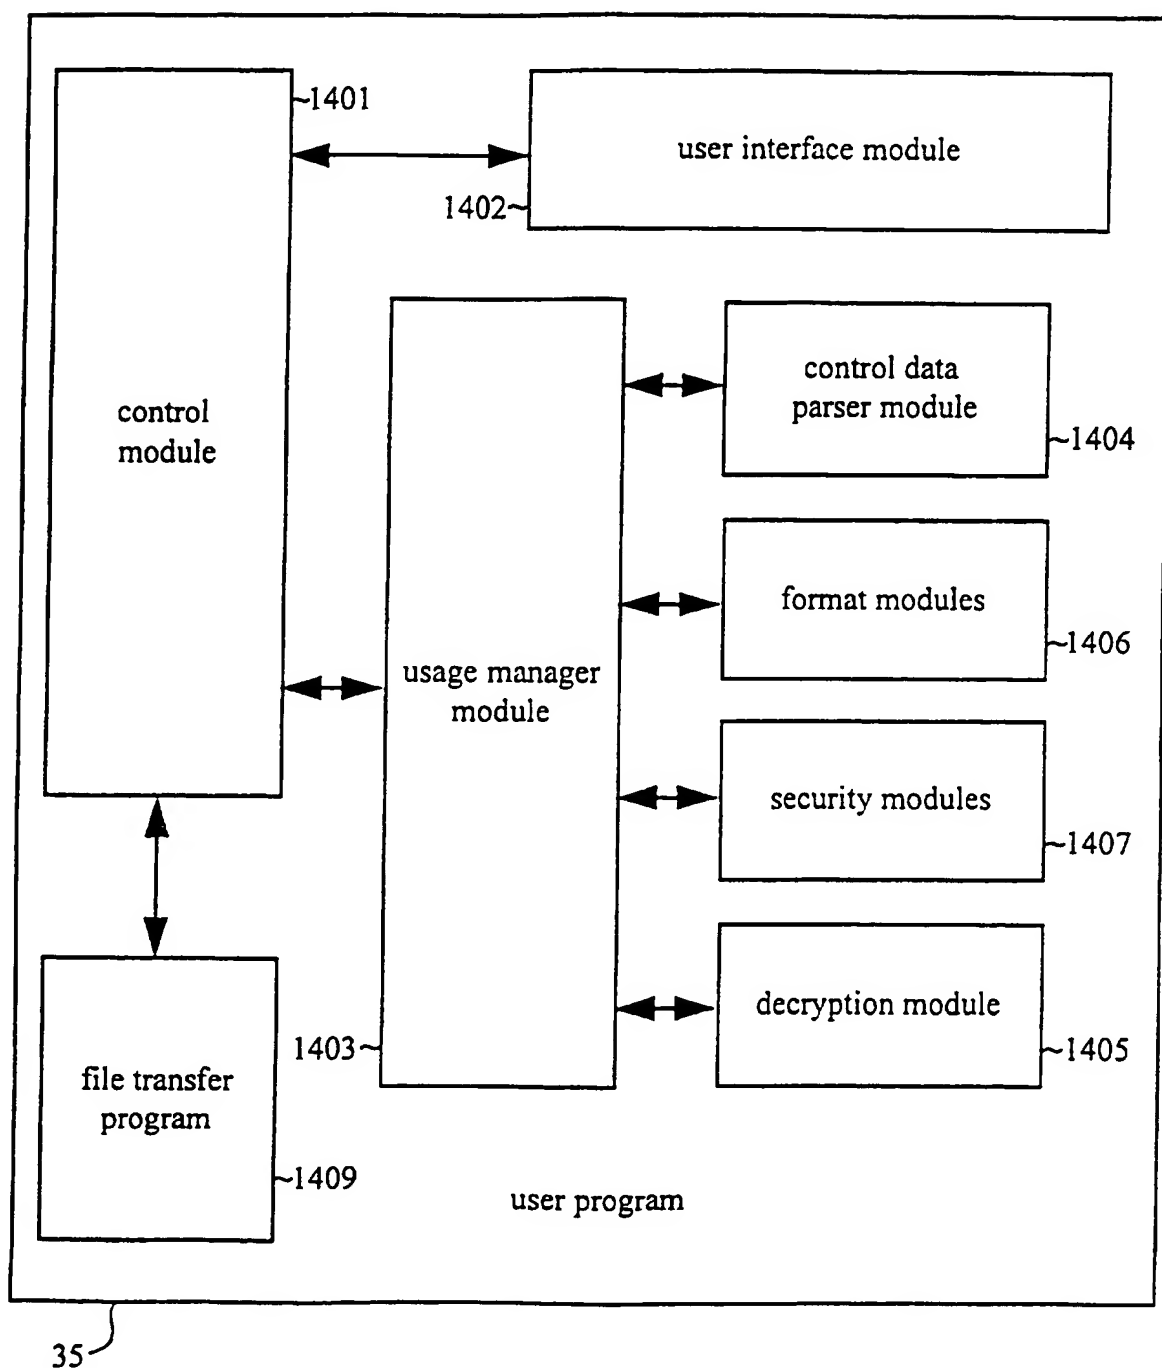 1401
user interface module
1402
control
module
control data
parser module
1404
format modules
1406
usage manager
module
security modules
1407
decryption module
1403
1405
file transfer
program
1409
user program
35